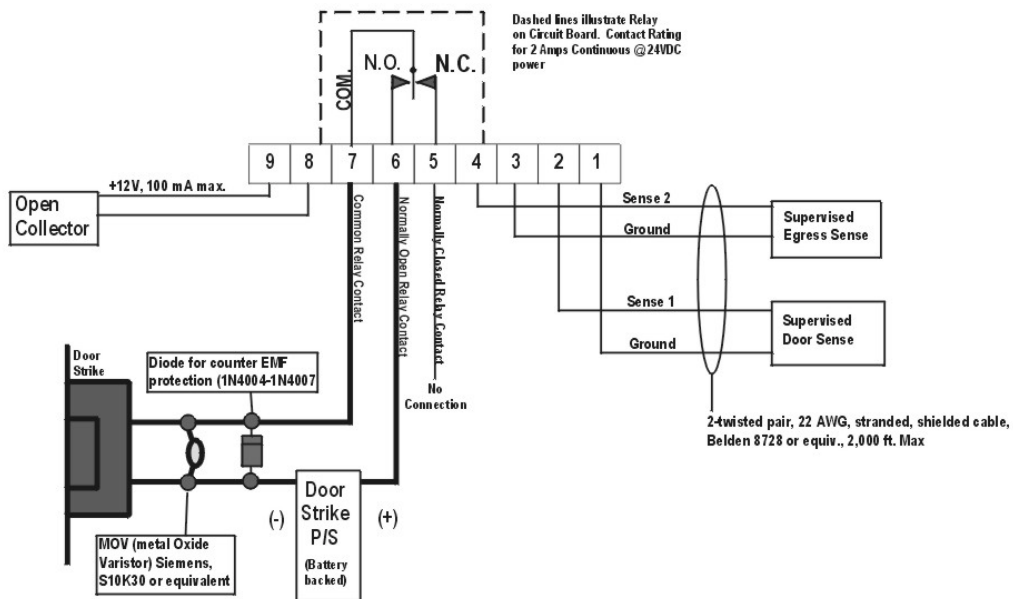 Dashed lines illustrate Relay
on Circuit Board. Contact Rating
for 2 Amps Continuous @24VDC
power
COM.
N.O.
N.C.
9
8
7
6
5
4
3
2
1
+12V, 100 mA max.
Open
Collector
Common Relay Contact
Normally Open Relay Contact
Normally Closed Relay Contact
No
Connection
Sense 2
Ground
Supervised
Egress Sense
Sense 1
Ground
Supervised
Door Sense
2-twisted pair, 22 AWG, stranded, shielded cable,
Belden 8728 or equiv., 2,000 ft. Max
Door
Strike
Diode for counter EMF
protection (1N4004-1N4007
(-)
Door
Strike
P/S
(Battery
backed)
(+)
MOV (metal Oxide
Varistor) Siemens,
S10K30 or equivalent